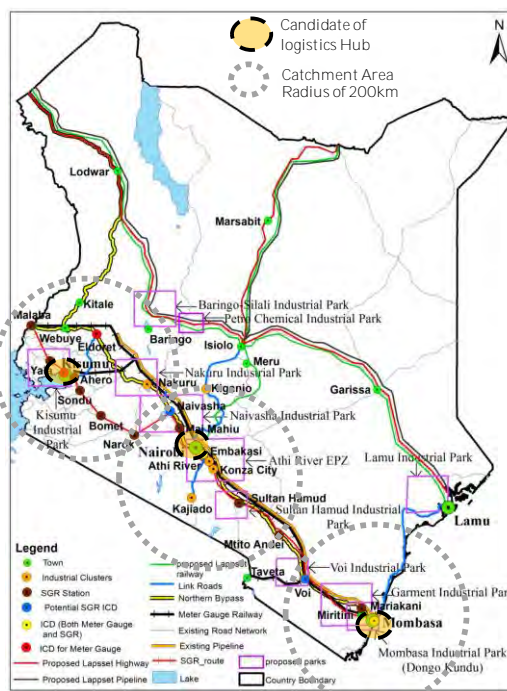 Candidate of
logistics Hub
N
Catchment Area
Radius of 200km
Lodwar
Marsabit
Kitale
Baringo-Silali Industrial Park
Petro Chemical Industrial Park
Malaba
Webuye
Eldoret
Baringo
Isiolo
Meru
Yala
Kisumu
Ahero
Nakuru Industrial Park
Nakuru
Kiganjo
Garissa
Sondu
Kisumu
Industrial
Park
Naivasha
Naivasha Industrial Park
Bomet
Narok
Mai Mahiu
Lamu Industrial
Park
Nairobi
Embakasi
Athi River EPZ
Athi River
Konza City
Lamu
Kajiado
Sultan Hamud
Sultan Hamud Industrial
Park
Mtito Andei
Voi Industrial Park
Taveta
Voi
Garment Industrial Park
Mariakani
Miritini
Mombasa
Mombasa Industrial Park
(Dongo Kundu)
Legend
Town
Industrial Clusters
SGR Station
Potential SGR ICD
ICD (Both Meter Gauge
and SGR)
ICD for Meter Gauge
Proposed Lapsset Highway
Proposed Lapsset Pipeline
proposed Lapsset
railway
Link Roads
Northern Bypass
Meter Gauge Railway
Existing Road Network
Existing Pipeline
SGR_route
Lake
proposed parks
Country Boundary